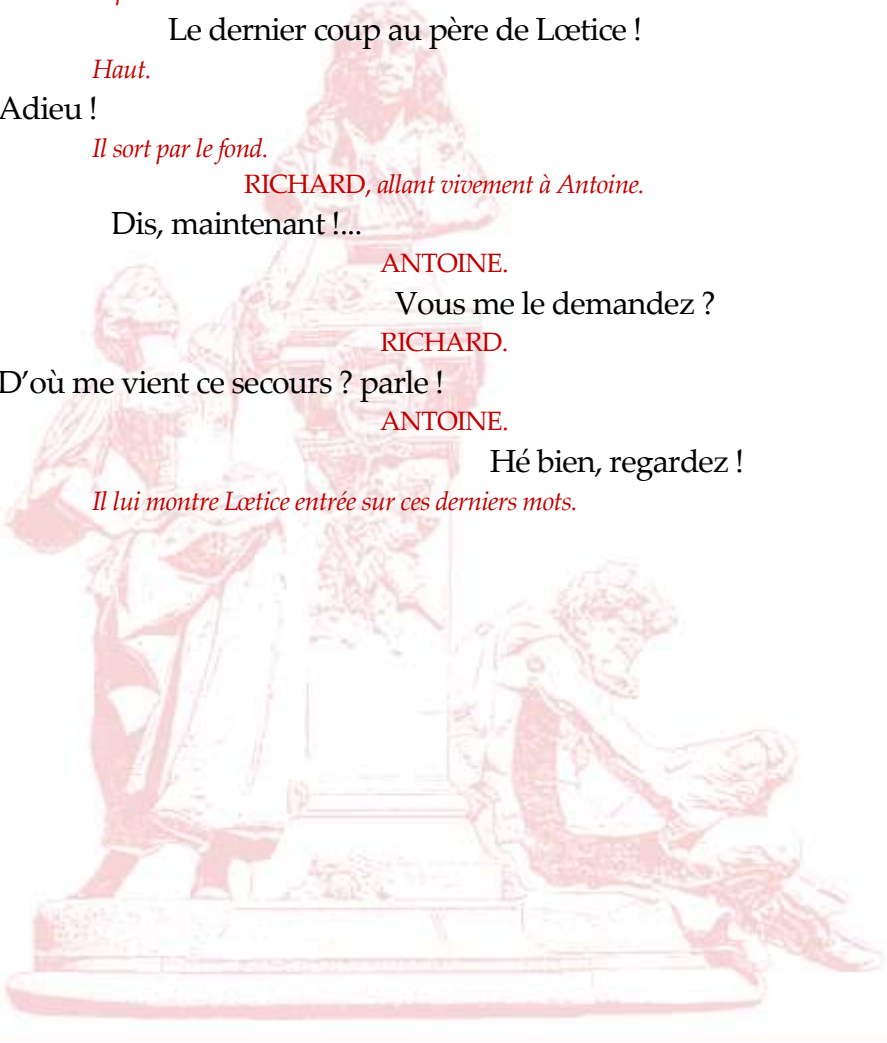 Le dernier coup au père de Lœtice !
Haut.
Adieu !
Il sort par le fond.
RICHARD, allant vivement à Antoine.
Dis, maintenant !...
ANTOINE.
Vous me le demandez ?
RICHARD.
D’où me vient ce secours ? parle !
ANTOINE.
Hé bien, regardez !
Il lui montre Lœtice entrée sur ces derniers mots.